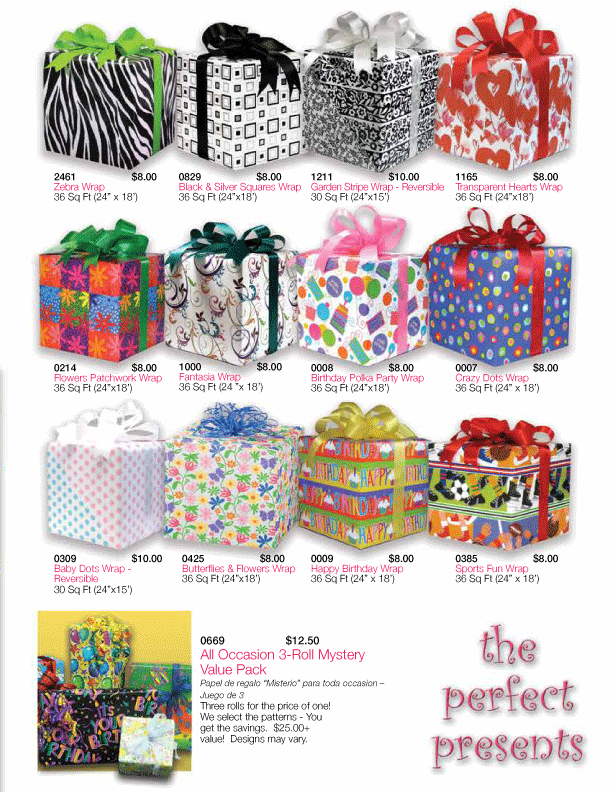 2461 $8.00
Zebra Wrap
36 Sq Ft (24" x 18')
0829 $8.00
Black & Silver Squares Wrap
36 Sq Ft (24"x18')
1211 $10.00
Garden Stripe Wrap - Reversible
30 Sq Ft (24"x15')
1165 $8.00
Transparent Hearts Wrap
36 Sq Ft (24"x18')
0214 $8.00
Flowers Patchwork Wrap
36 Sq Ft (24"x18')
1000 $8.00
Fantasia Wrap
36 Sq Ft (24 "x 18')
0008 $8.00
Birthday Polka Party Wrap
36 Sq Ft (24"x18')
0007 $8.00
Crazy Dots Wrap
36 Sq Ft (24" x 18')
0309 $10.00
Baby Dots Wrap -
Reversible
30 Sq Ft (24"x15')
0425 $8.00
Butterflies & Flowers Wrap
36 Sq Ft (24"x18')
0009 $8.00
Happy Birthday Wrap
36 Sq Ft (24" x 18')
0385 $8.00
Sports Fun Wrap
36 Sq Ft (24" x 18')
0669 $12.50
All Occasion 3-Roll Mystery
Value Pack
Papel de regalo "Misterio" para toda occasion –
Juego de 3
Three rolls for the price of one!
We select the patterns - You
get the savings. $25.00+
value! Designs may vary.
the
perfect
presents